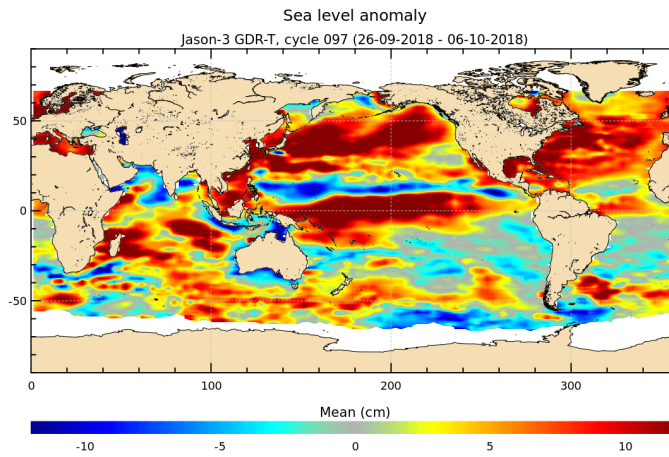 Sea level anomaly
Jason-3 GDR-T, cycle 097 (26-09-2018 - 06-10-2018)
50
0
-50
0 100 200 300
Mean (cm)
-10 -5 0 5 10